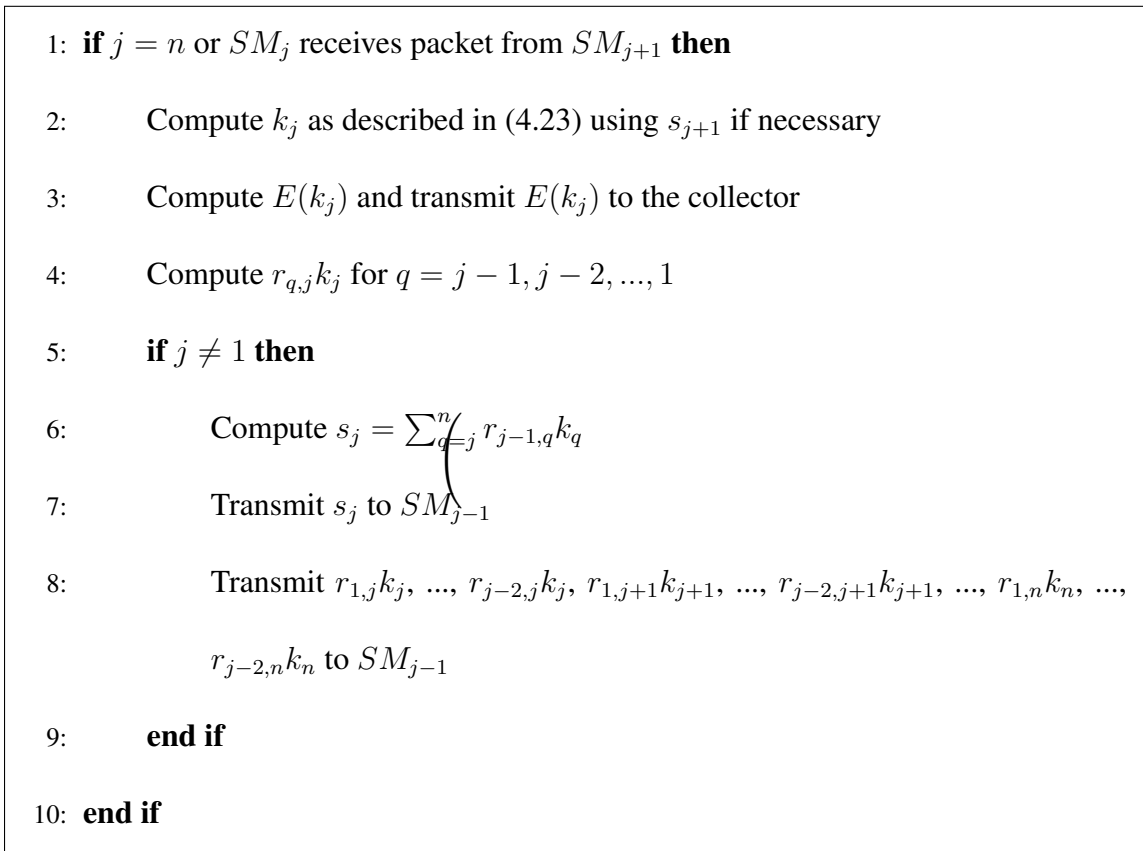 1: if j = n or SM_j receives packet from SM_{j+1} then
2: Compute k_j as described in (4.23) using s_{j+1} if necessary
3: Compute E(k_j) and transmit E(k_j) to the collector
4: Compute r_{q,j}k_j for q = j − 1, j − 2, ..., 1
5: if j ≠ 1 then
6: Compute s_j = ∑_{q=j}^{n} ( r_{j−1,q}k_q
7: Transmit s_j to SM_{j−1}
8: Transmit r_{1,j}k_j, ..., r_{j−2,j}k_j, r_{1,j+1}k_{j+1}, ..., r_{j−2,j+1}k_{j+1}, ..., r_{1,n}k_n, ...,
r_{j−2,n}k_n to SM_{j−1}
9: end if
10: end if